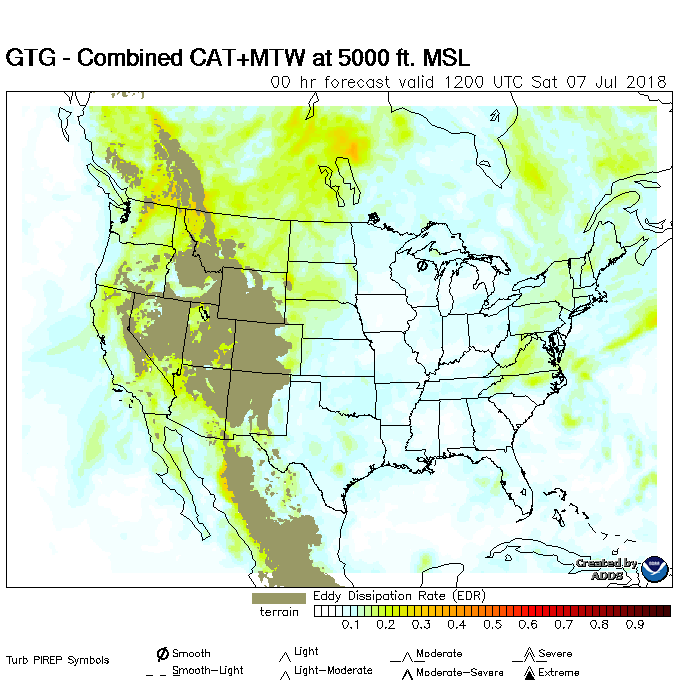 GTG - Combined CAT+MTW at 5000 ft. MSL
00 hr forecast valid 1200 UTC Sat 07 Jul 2018
Created by
ADDS
Eddy Dissipation Rate (EDR)
terrain
0.1 0.2 0.3 0.4 0.5 0.6 0.7 0.8 0.9
Turb PIREP Symbols
Smooth Light Moderate Severe
Smooth-Light Light-Moderate Moderate-Severe Extreme